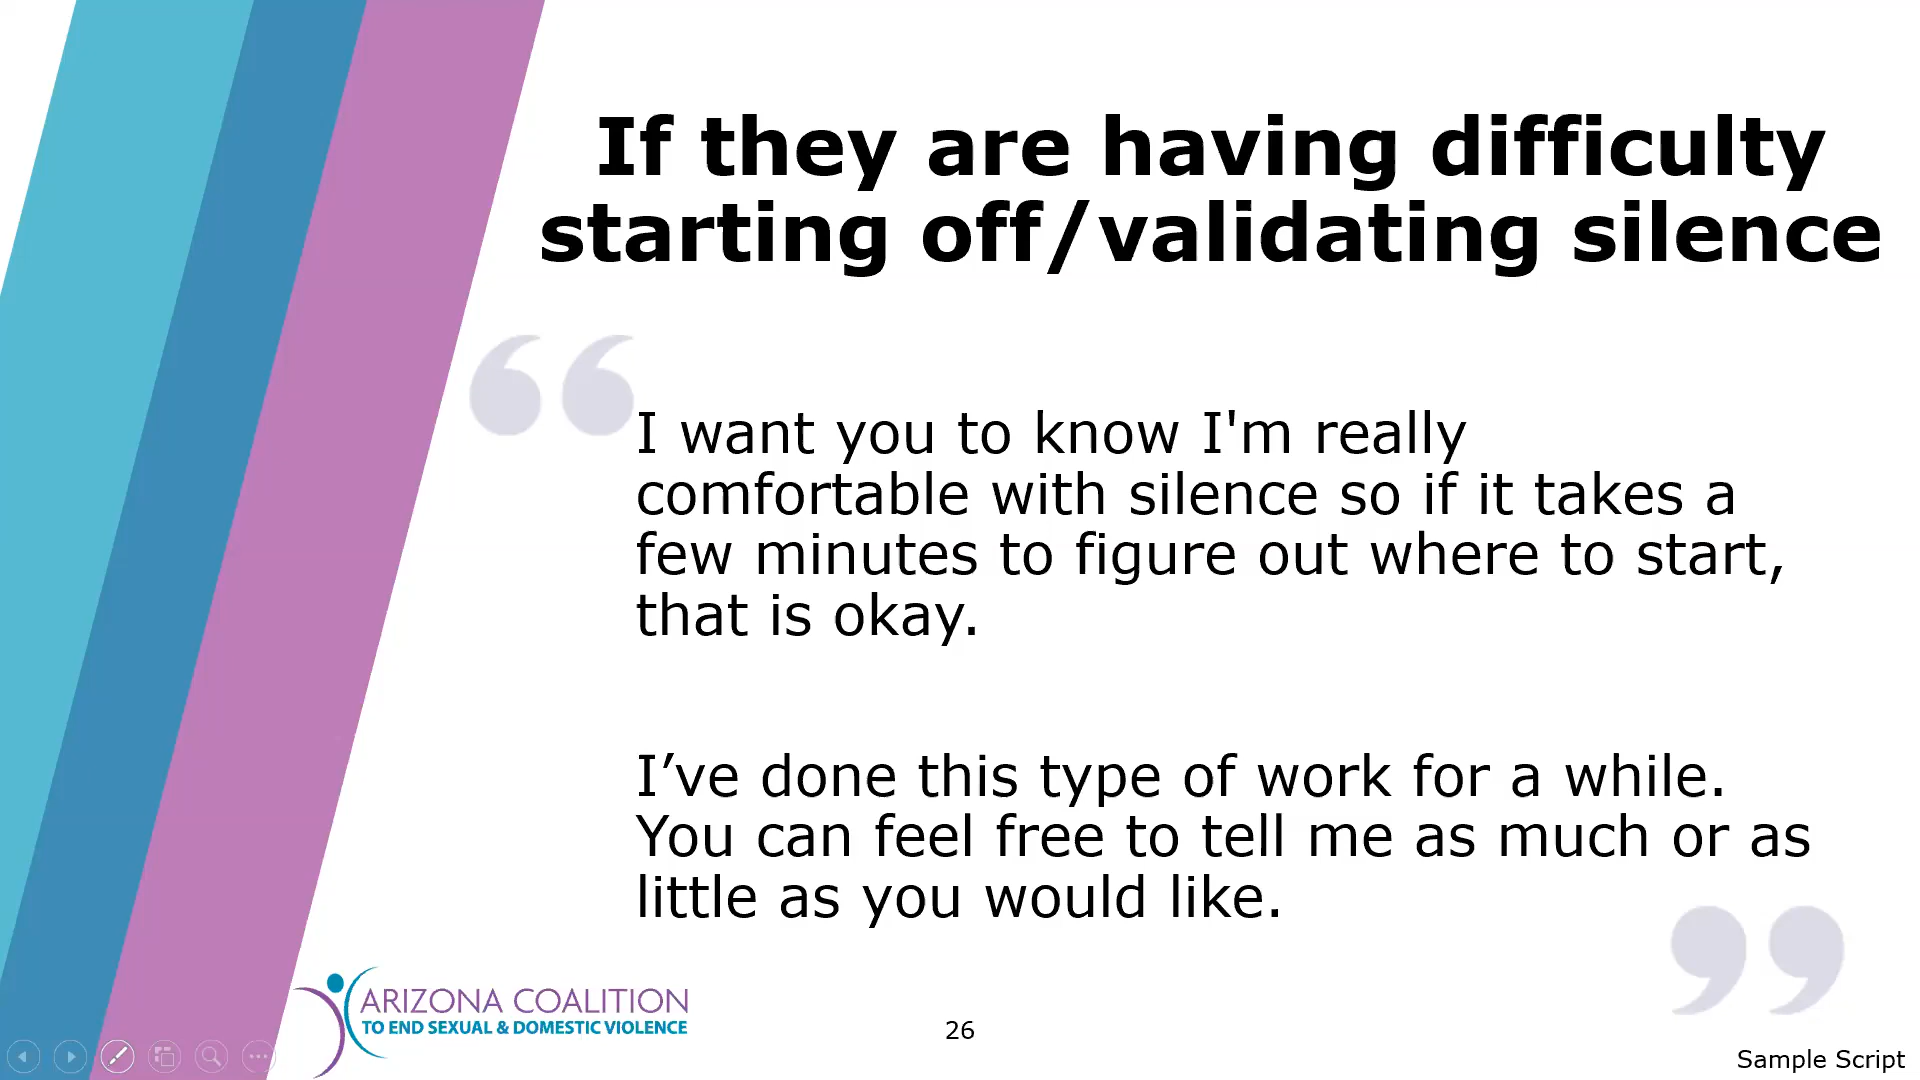 If they are having difficulty
starting off/validating silence
“
I want you to know I'm really
comfortable with silence so if it takes a
few minutes to figure out where to start,
that is okay.
I’ve done this type of work for a while.
You can feel free to tell me as much or as
little as you would like.
”
ARIZONA COALITION
TO END SEXUAL & DOMESTIC VIOLENCE
26
Sample Script